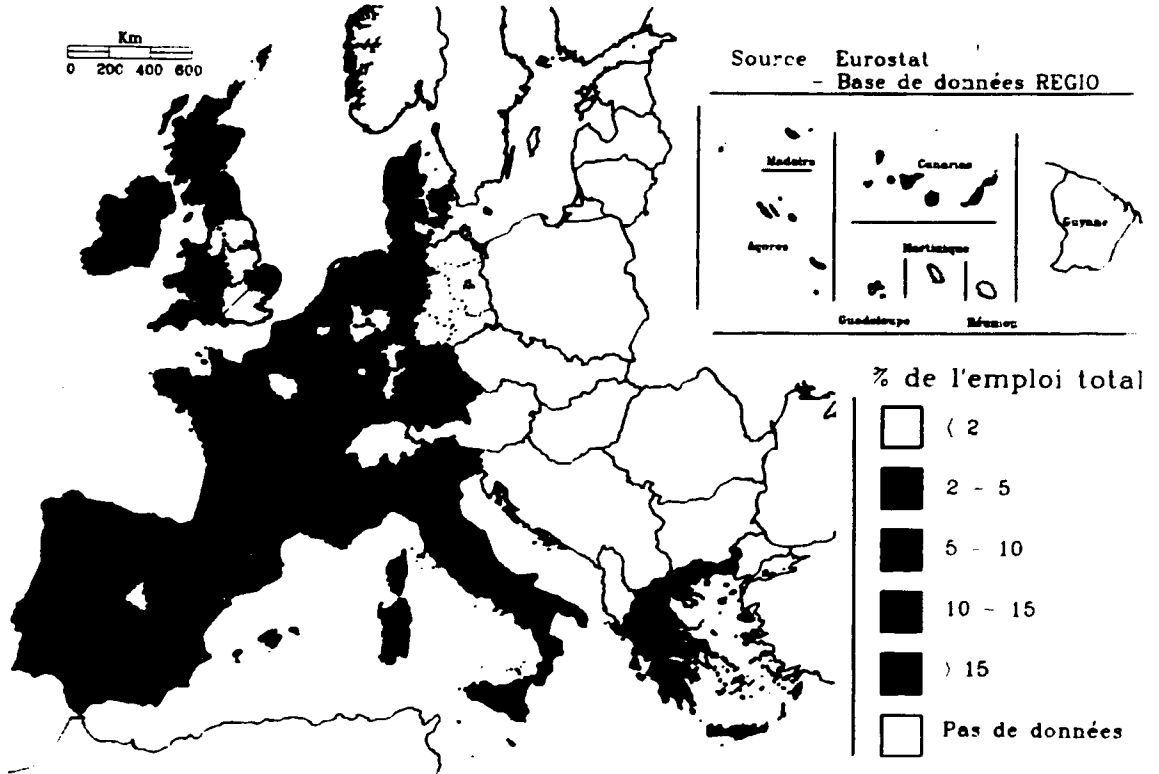 Km
0 200 400 600
Source Eurostat
- Base de données REGIO
Madeire
Canarias
Açores
Martinique
Guyane
Guadeloupe
Réunion
% de l'emploi total
⟨ 2
2 - 5
5 - 10
10 - 15
⟩ 15
Pas de données